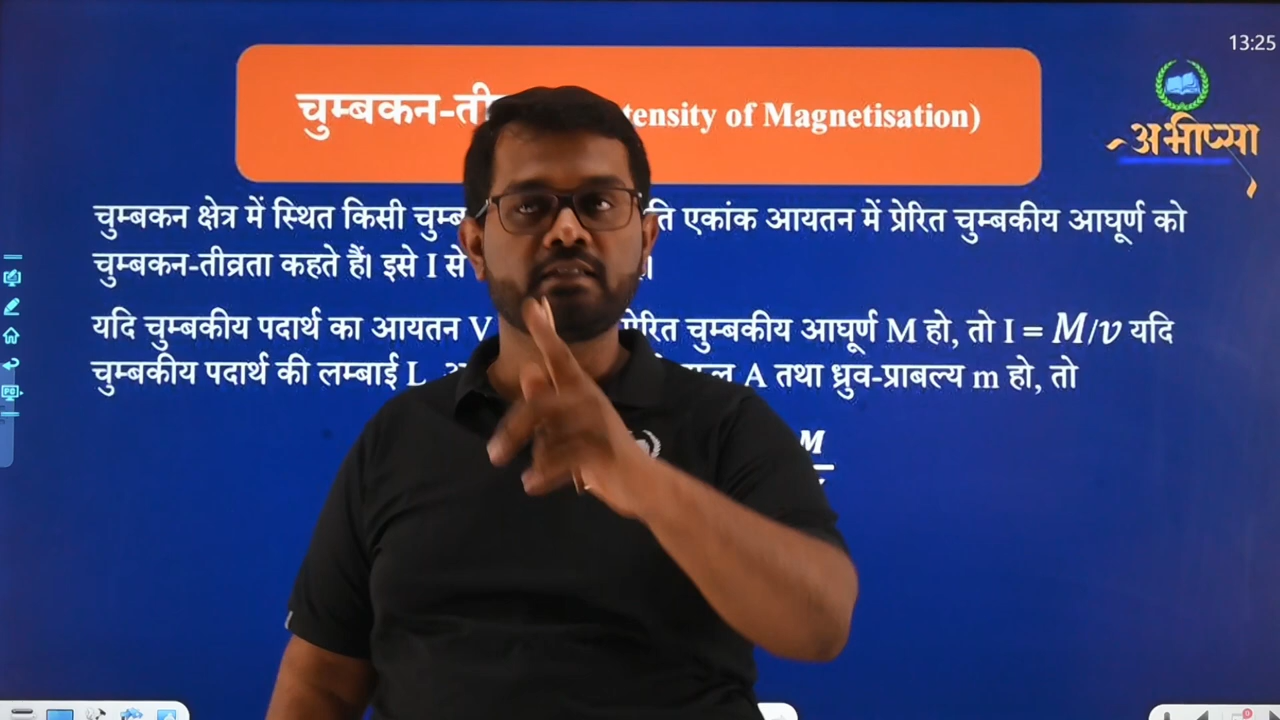 13:25
चुम्बकन-ती tensity of Magnetisation)
अभीप्सा
चुम्बकन क्षेत्र में स्थित किसी एकांक आयतन में प्रेरित चुम्बकीय आघूर्ण को
चुम्बकन-तीव्रता कहते हैं। इसे I से
यदि चुम्बकीय पदार्थ का आयतन V चुम्बकीय आघूर्ण M हो, तो I = M/v यदि
चुम्बकीय पदार्थ की लम्बाई L A तथा ध्रुव-प्राबल्य m हो, तो
M